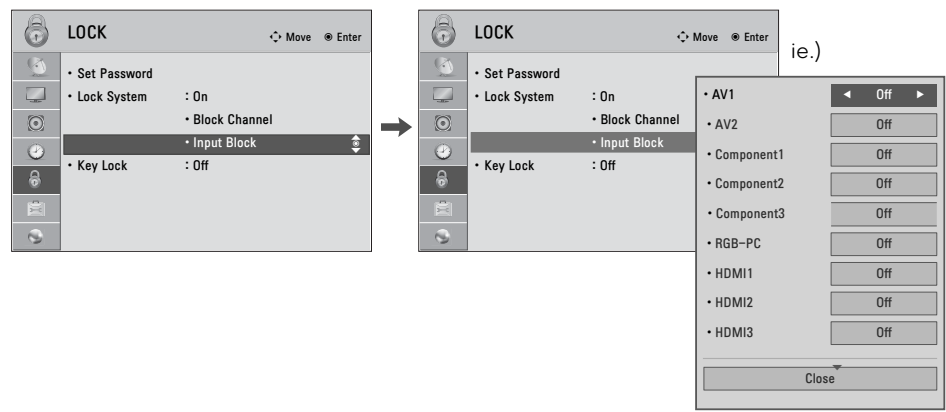 LOCK
Move Enter
• Set Password
• Lock System : On
• Block Channel
• Input Block
• Key Lock : Off
LOCK
Move Enter
• Set Password
• Lock System : On
• Block Channel
• Input Block
• Key Lock : Off
ie.)
• AV1 ◄ Off ►
• AV2 Off
• Component1 Off
• Component2 Off
• Component3 Off
• RGB-PC Off
• HDMI1 Off
• HDMI2 Off
• HDMI3 Off
Close